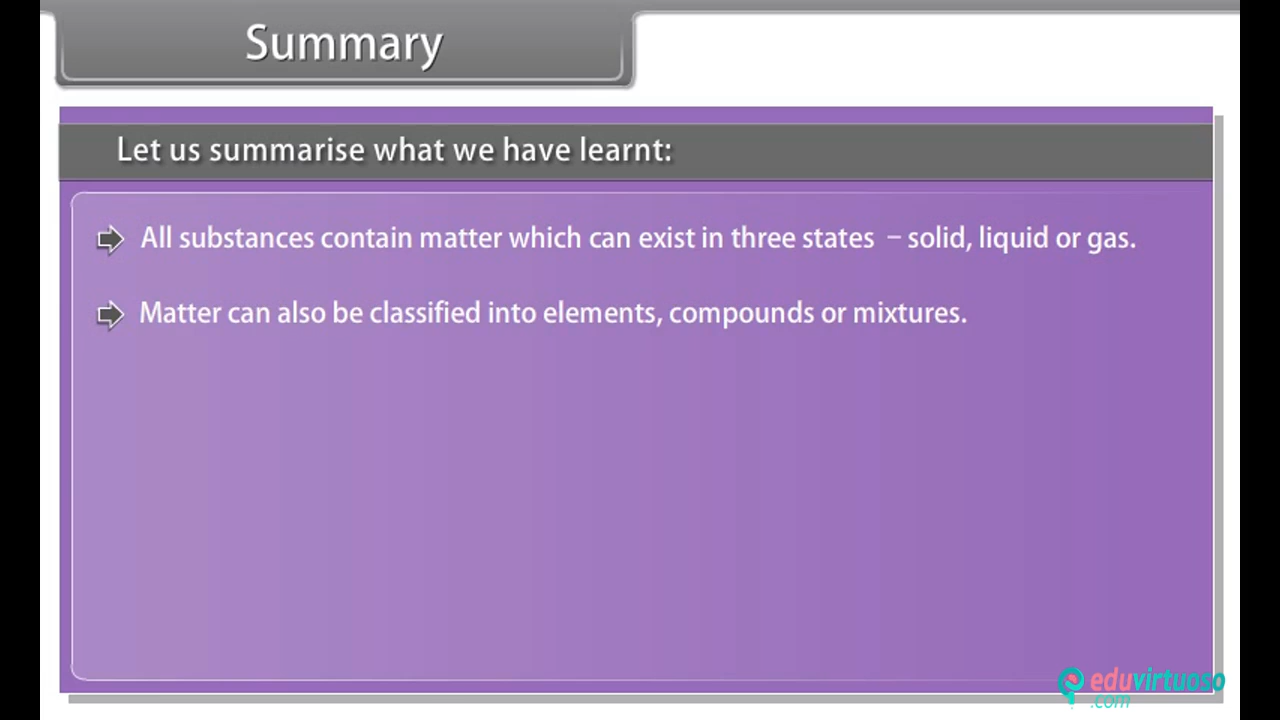 Summary
Let us summarise what we have learnt:
All substances contain matter which can exist in three states – solid, liquid or gas.
Matter can also be classified into elements, compounds or mixtures.
eduvirtuoso
.com